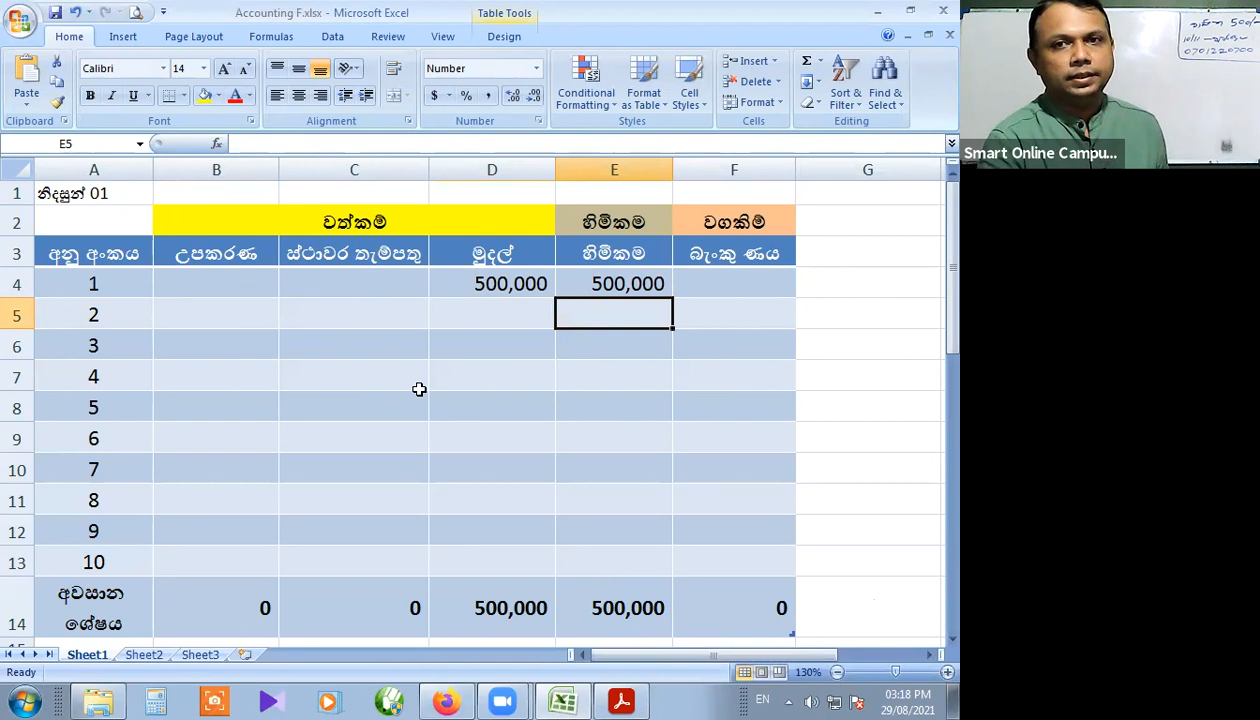 Accounting F.xlsx - Microsoft Excel
Table Tools
Home Insert Page Layout Formulas Data Review View Design
Paste
Calibri 14
Number
Conditional Formatting
Format as Table
Cell Styles
Insert
Delete
Format
Sort & Filter
Find & Select
Clipboard Font Alignment Number Styles Cells Editing
E5
fx
A B C D E F G
1 නිදසුන් 01
2 වත්කම් හිමිකම වගකිම්
3 අනු අංකය උපකරණ ස්ථාවර තැම්පතු මුදල් හිමිකම බැංකු ණය
4 1 500,000 500,000
5 2
6 3
7 4
8 5
9 6
10 7
11 8
12 9
13 10
14 අවසාන ශේෂය 0 0 500,000 500,000 0
Sheet1 Sheet2 Sheet3
Ready
130%
EN
03:18 PM
29/08/2021
500/-
0701220700
Smart Online Campu...